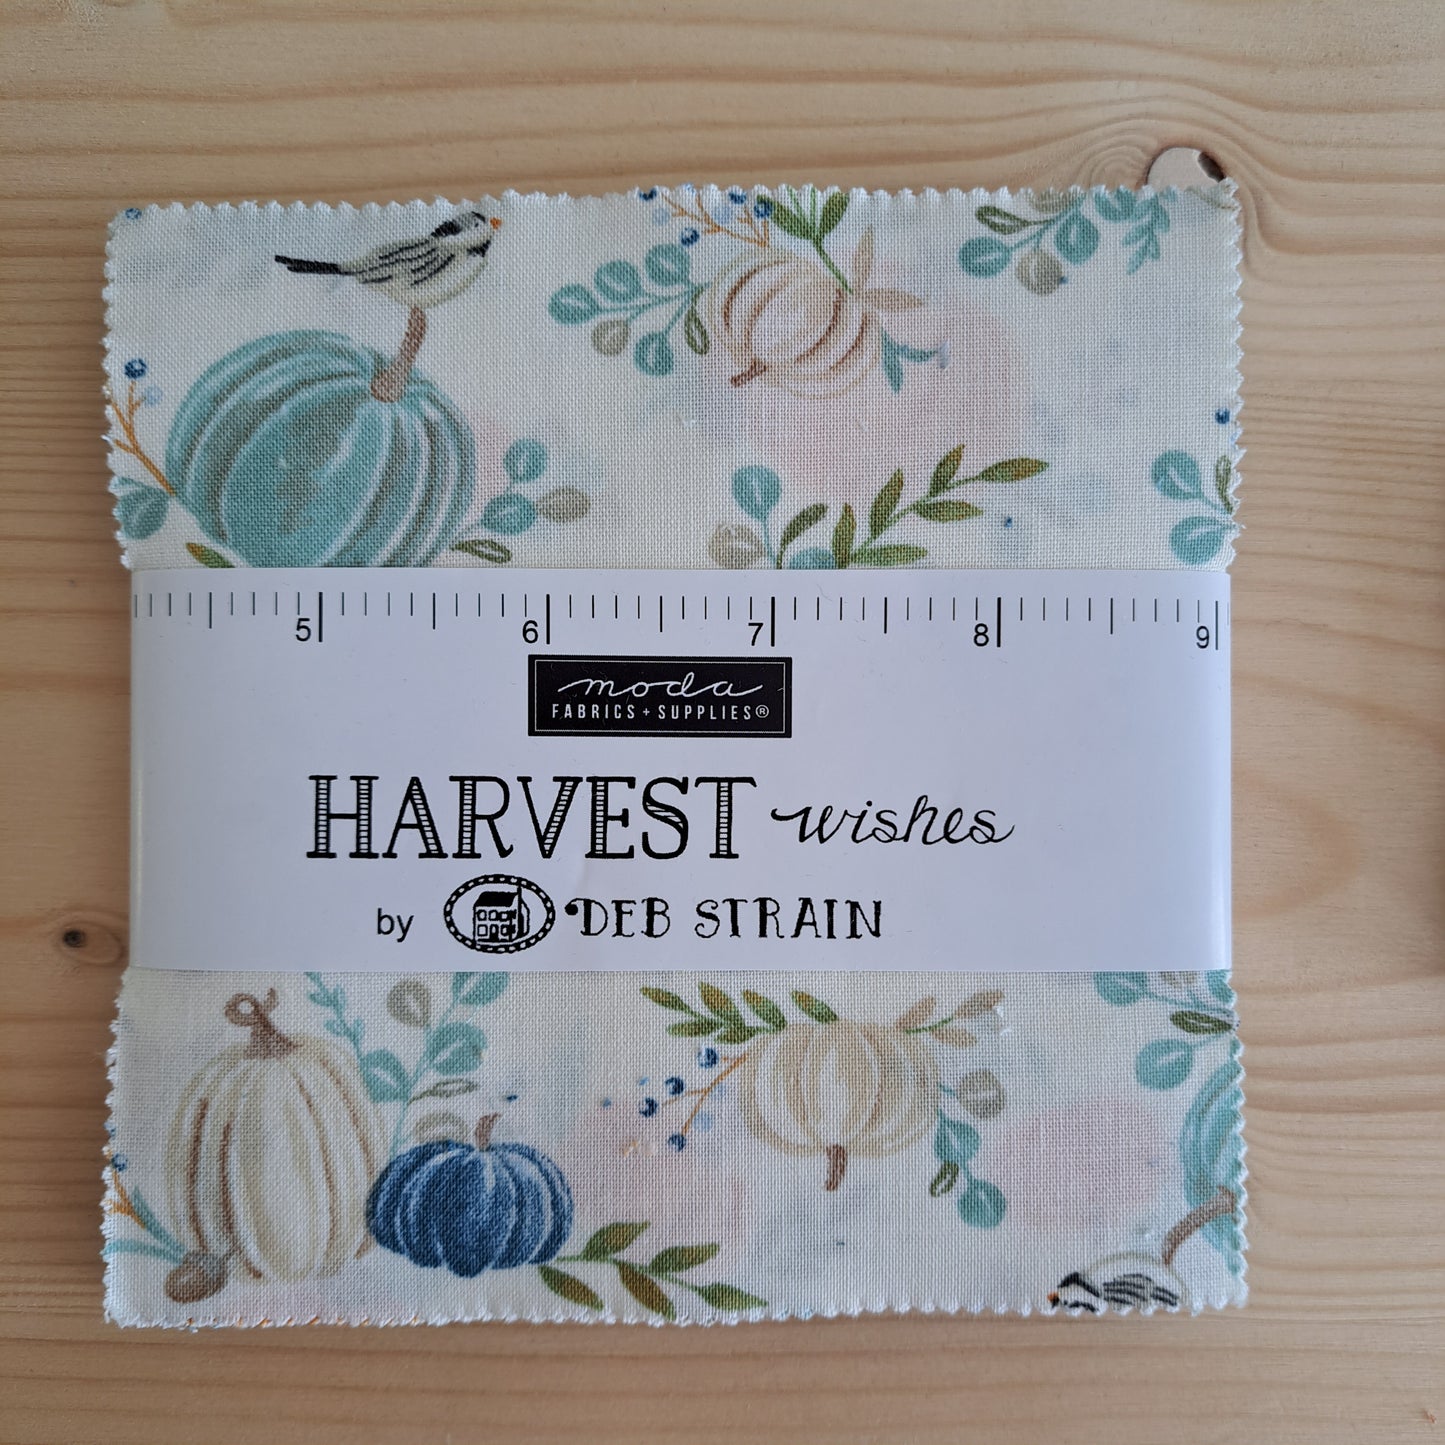 5 6 7 8 9
moda
FABRICS + SUPPLIES®
HARVEST wishes
by DEB STRAIN